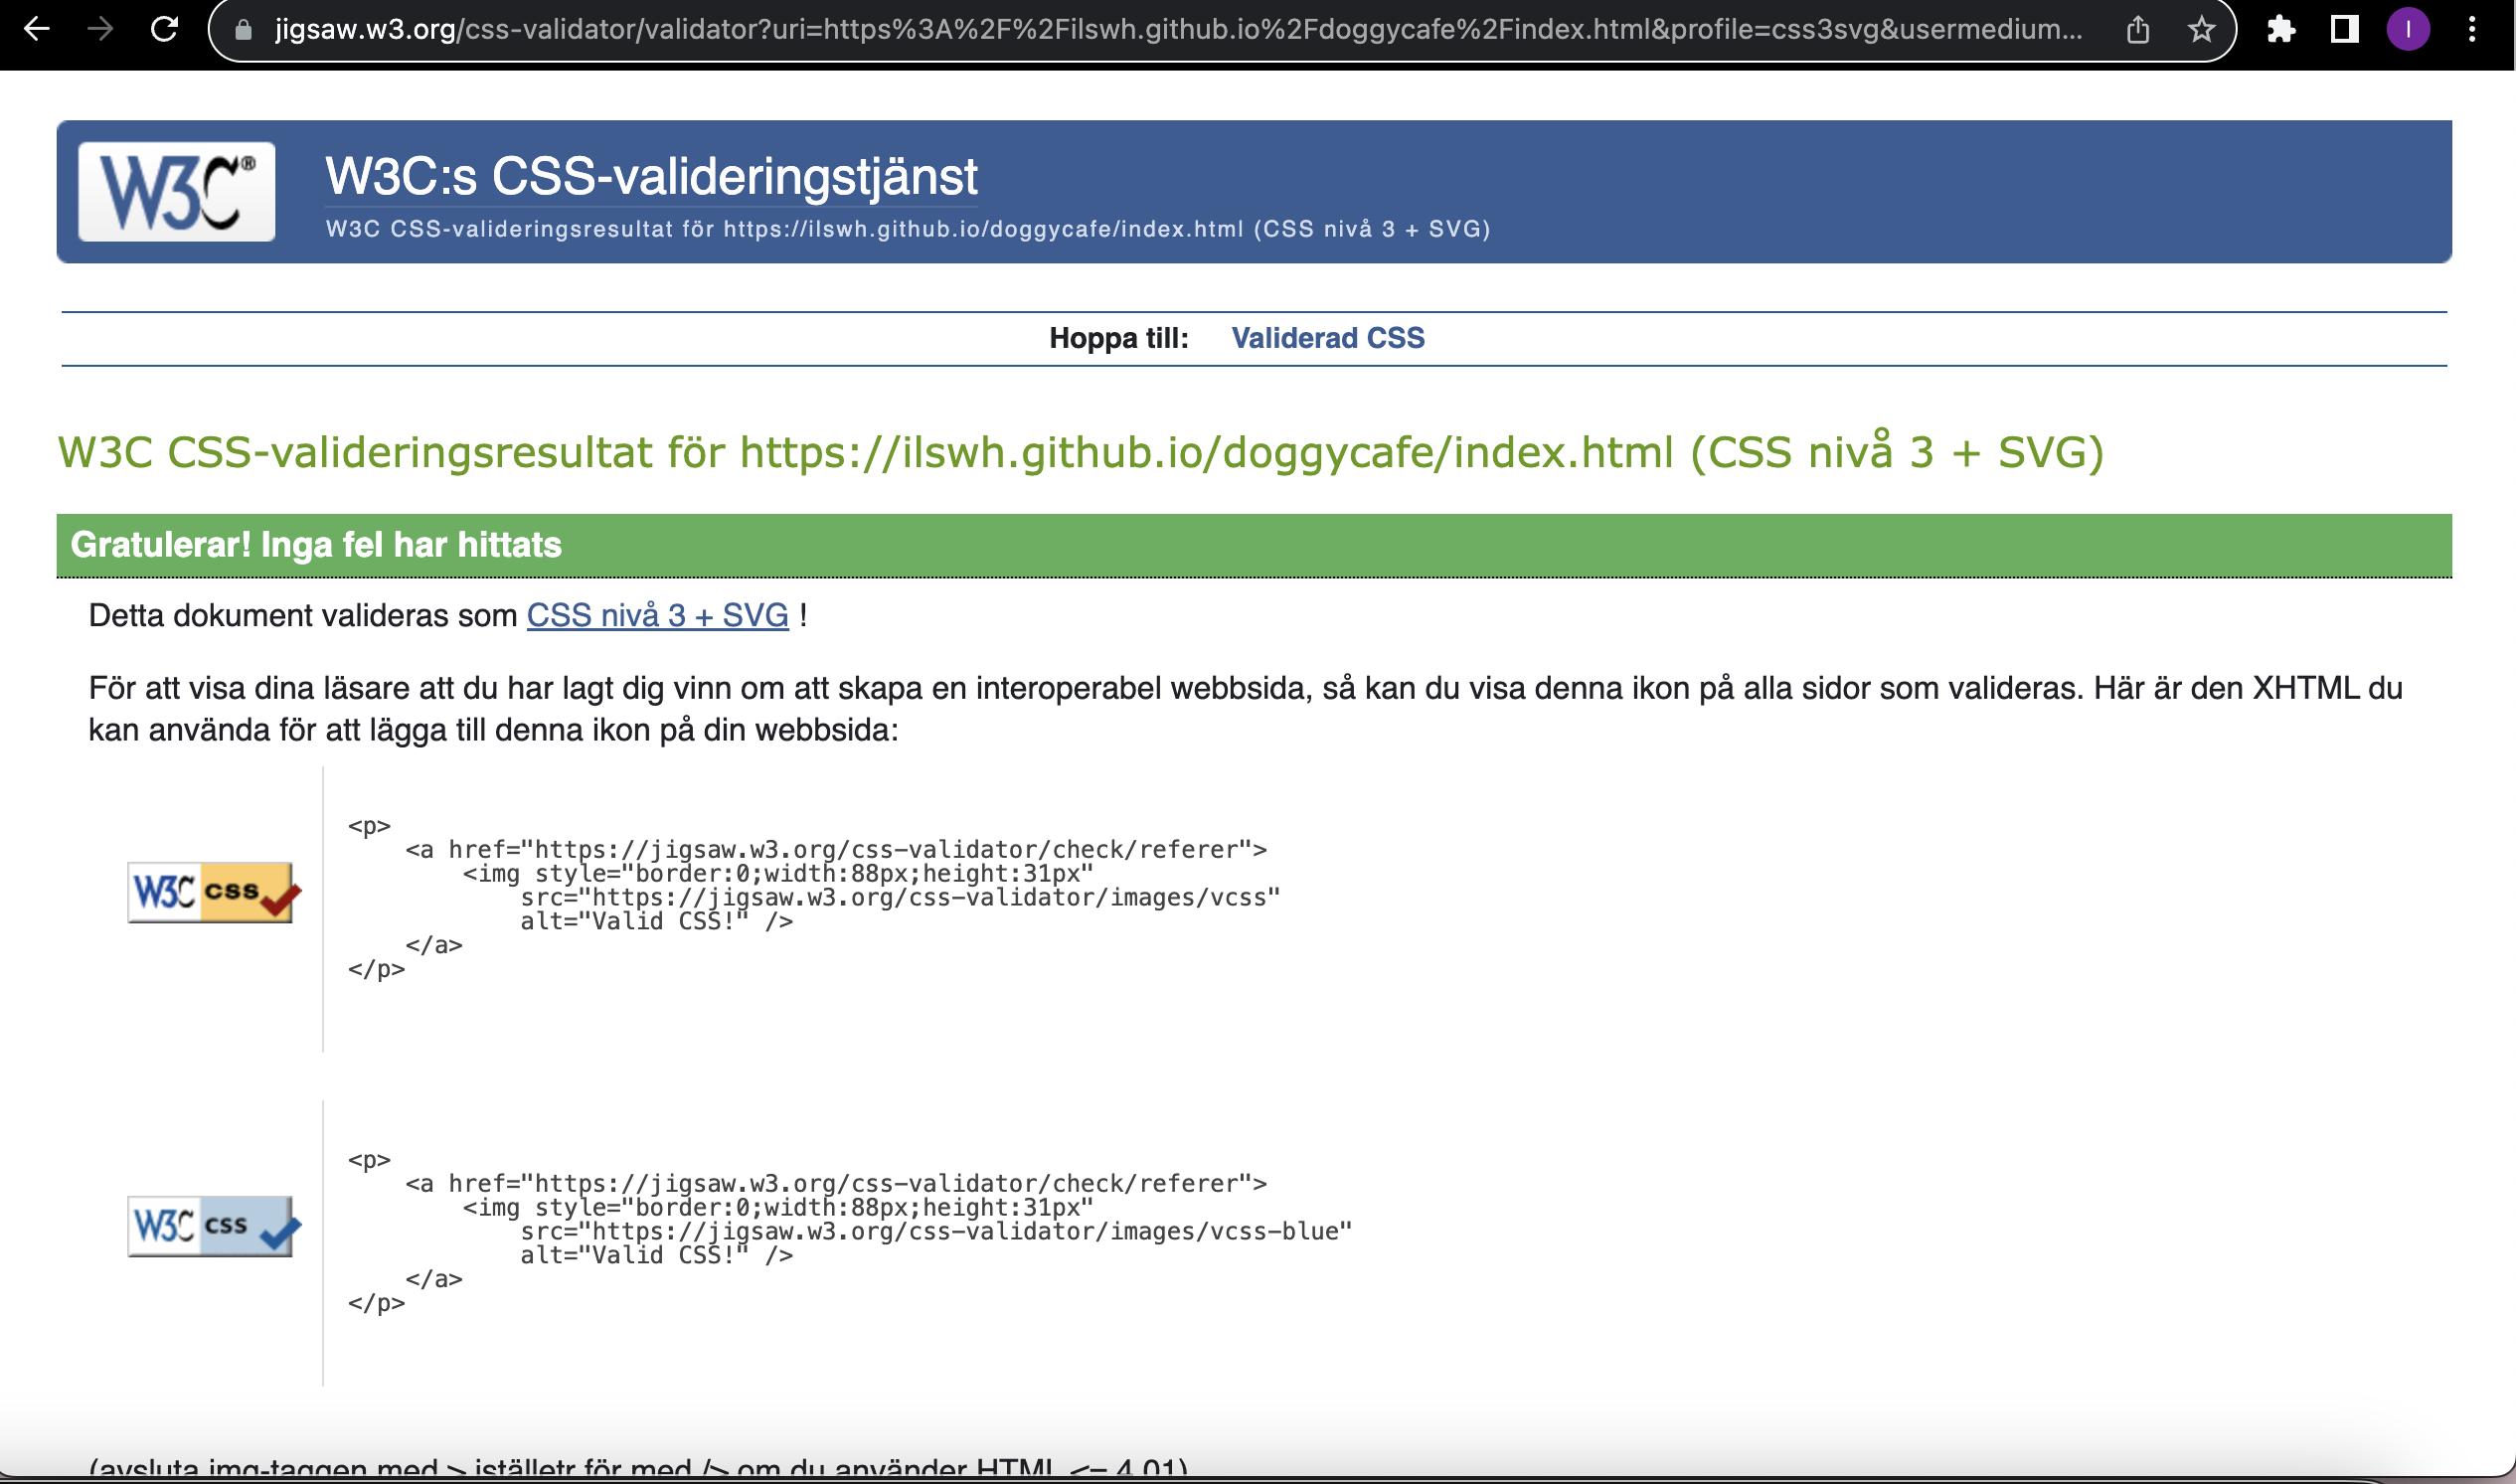 jigsaw.w3.org/css-validator/validator?uri=https%3A%2F%2Filswh.github.io%2Fdoggycafe%2Findex.html&profile=css3svg&usermedium...
I
W3C®
W3C:s CSS-valideringstjänst
W3C CSS-valideringsresultat för https://ilswh.github.io/doggycafe/index.html (CSS nivå 3 + SVG)
Hoppa till: Validerad CSS
W3C CSS-valideringsresultat för https://ilswh.github.io/doggycafe/index.html (CSS nivå 3 + SVG)
Gratulerar! Inga fel har hittats
Detta dokument valideras som CSS nivå 3 + SVG !
För att visa dina läsare att du har lagt dig vinn om att skapa en interoperabel webbsida, så kan du visa denna ikon på alla sidor som valideras. Här är den XHTML du
kan använda för att lägga till denna ikon på din webbsida:
W3C css
<p>
<a href="https://jigsaw.w3.org/css-validator/check/referer">
<img style="border:0;width:88px;height:31px"
src="https://jigsaw.w3.org/css-validator/images/vcss"
alt="Valid CSS!" />
</a>
</p>
W3C css
<p>
<a href="https://jigsaw.w3.org/css-validator/check/referer">
<img style="border:0;width:88px;height:31px"
src="https://jigsaw.w3.org/css-validator/images/vcss-blue"
alt="Valid CSS!" />
</a>
</p>
(avsluta img-taggen med > iställetr för med /> om du använder HTML <= 4.01)